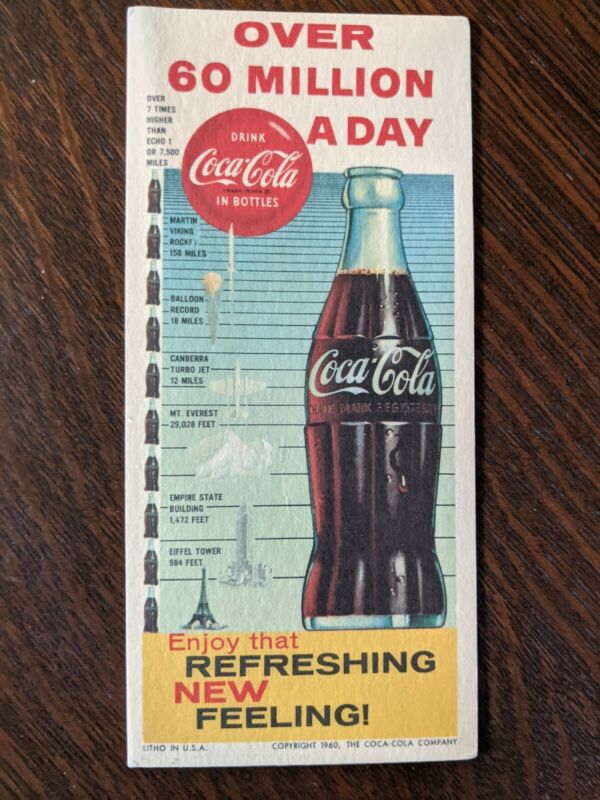 OVER
60 MILLION
A DAY
OVER
7 TIMES
HIGHER
THAN
ECHO 1
OR 7,500
MILES
DRINK
Coca-Cola
TRADE-MARK ®
IN BOTTLES
MARTIN
VIKING
ROCKET
158 MILES
BALLOON
RECORD
18 MILES
CANBERRA
TURBO JET
12 MILES
MT. EVEREST
29,028 FEET
EMPIRE STATE
BUILDING
1,472 FEET
EIFFEL TOWER
984 FEET
Coca-Cola
TRADE MARK REGISTERED
Enjoy that
REFRESHING
NEW
FEELING!
LITHO IN U.S.A.
COPYRIGHT 1960, THE COCA-COLA COMPANY